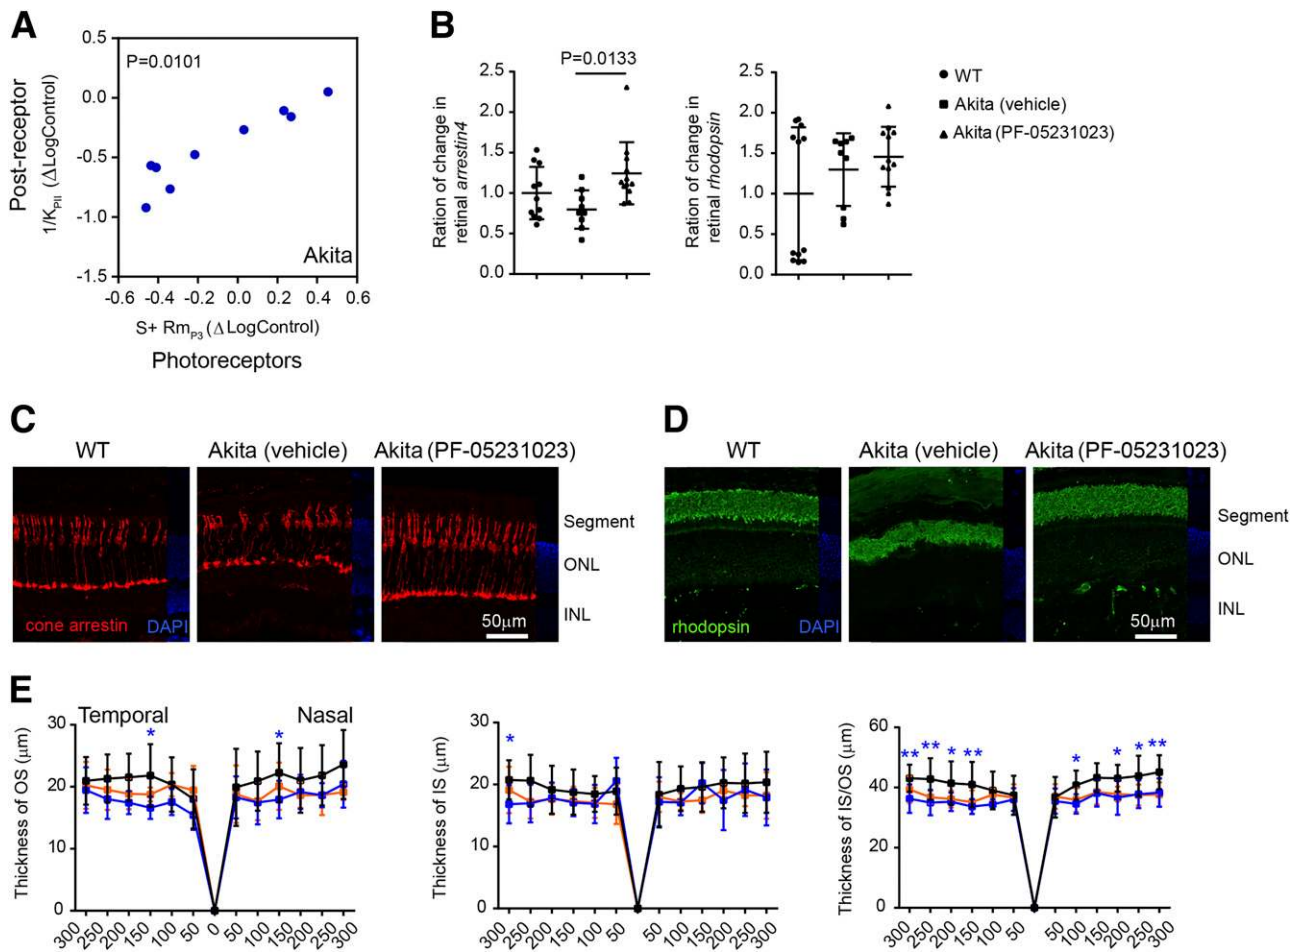 A
0.5
0.0
-0.5
-1.0
-1.5
P=0.0101
Akita
Post-receptor
1/K_PII (ΔLogControl)
-0.6 -0.4 -0.2 0.0 0.2 0.4 0.6
S+ Rm_P3 (ΔLogControl)
Photoreceptors
B
P=0.0133
2.5
2.0
1.5
1.0
0.5
0.0
Ration of change in
retinal arrestin4
2.5
2.0
1.5
1.0
0.5
0.0
Ration of change in
retinal rhodopsin
WT
Akita (vehicle)
Akita (PF-05231023)
C
WT Akita (vehicle) Akita (PF-05231023)
Segment
ONL
INL
cone arrestin DAPI
50μm
D
WT Akita (vehicle) Akita (PF-05231023)
Segment
ONL
INL
rhodopsin DAPI
50μm
E
Temporal Nasal
* *
30
20
10
0
Thickness of OS (μm)
300 250 200 150 100 50 0 50 100 150 200 250 300
*
30
20
10
0
Thickness of IS (μm)
300 250 200 150 100 50 0 50 100 150 200 250 300
** ** * ** * * * **
60
40
20
0
Thickness of IS/OS (μm)
300 250 200 150 100 50 0 50 100 150 200 250 300